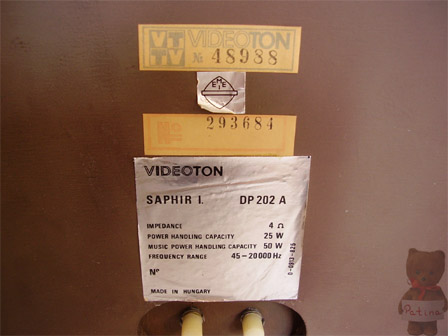 VT
TV
VIDEOTON
№ 48988
293684
VIDEOTON
SAPHIR I. DP 202 A
IMPEDANCE 4 Ω
POWER HANDLING CAPACITY 25 W
MUSIC POWER HANDLING CAPACITY 50 W
FREQUENCY RANGE 45-20000 Hz
Nº
MADE IN HUNGARY
Patina